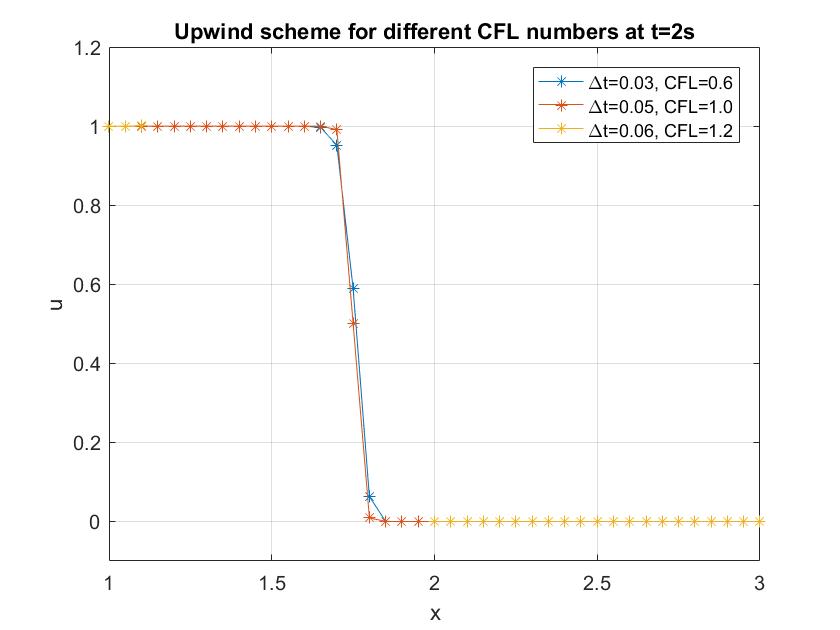 Upwind scheme for different CFL numbers at t=2s
1.2
1
0.8
0.6
0.4
0.2
0
u
Δt=0.03, CFL=0.6
Δt=0.05, CFL=1.0
Δt=0.06, CFL=1.2
1 1.5 2 2.5 3
x